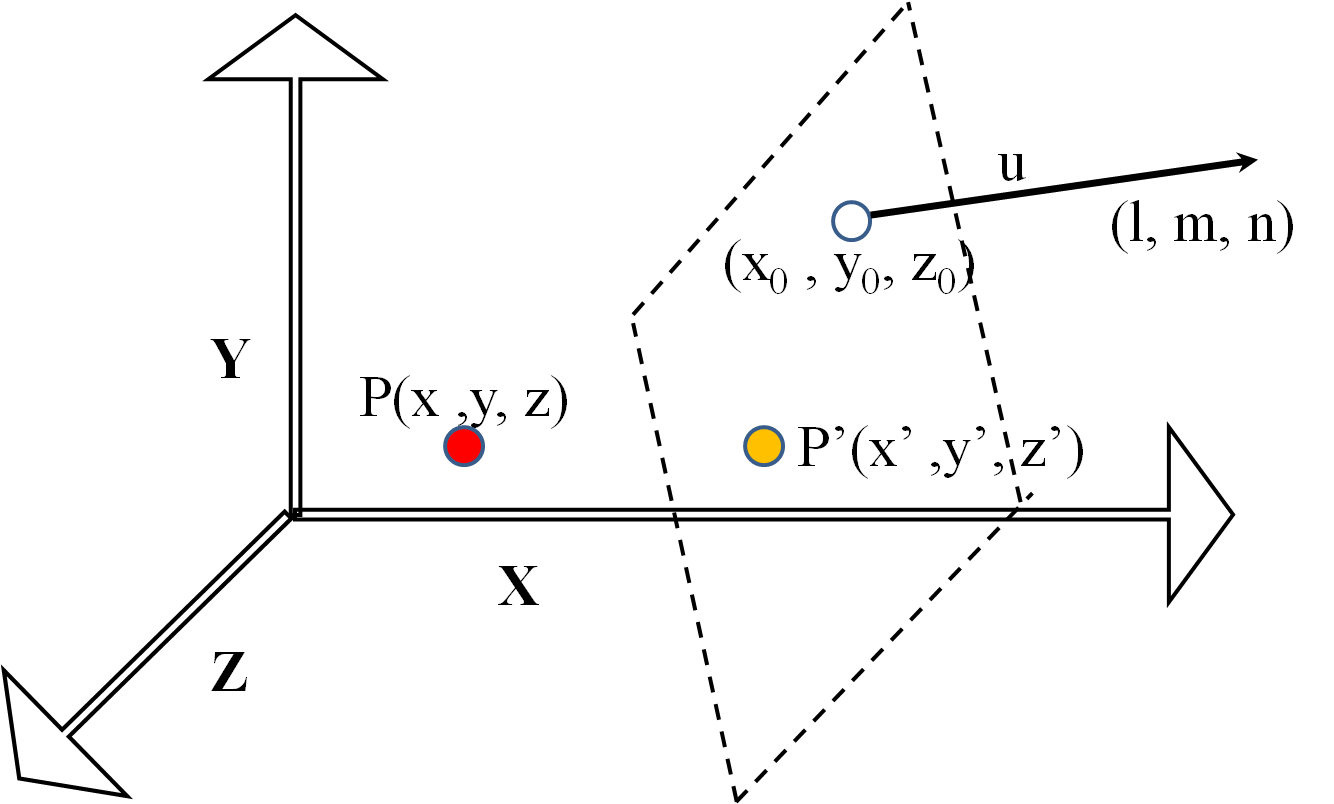 u
(l, m, n)
(x₀ , y₀, z₀)
Y
P(x ,y, z)
P’(x’ ,y’, z’)
X
Z